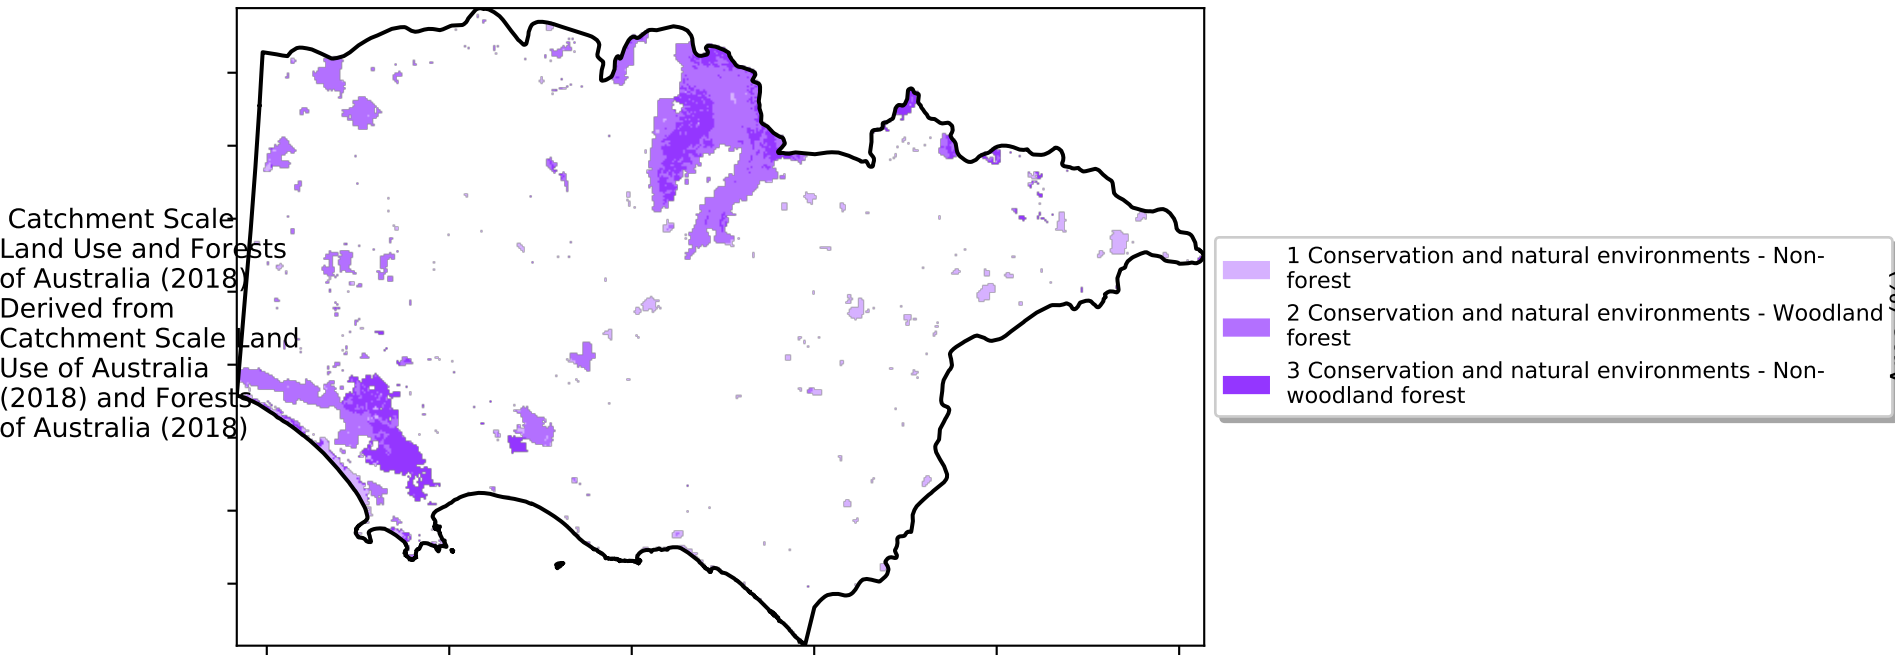 Catchment Scale
Land Use and Forests
of Australia (2018)
Derived from
Catchment Scale Land
Use of Australia
(2018) and Forests
of Australia (2018)
1 Conservation and natural environments - Non-
forest
2 Conservation and natural environments - Woodland
forest
3 Conservation and natural environments - Non-
woodland forest